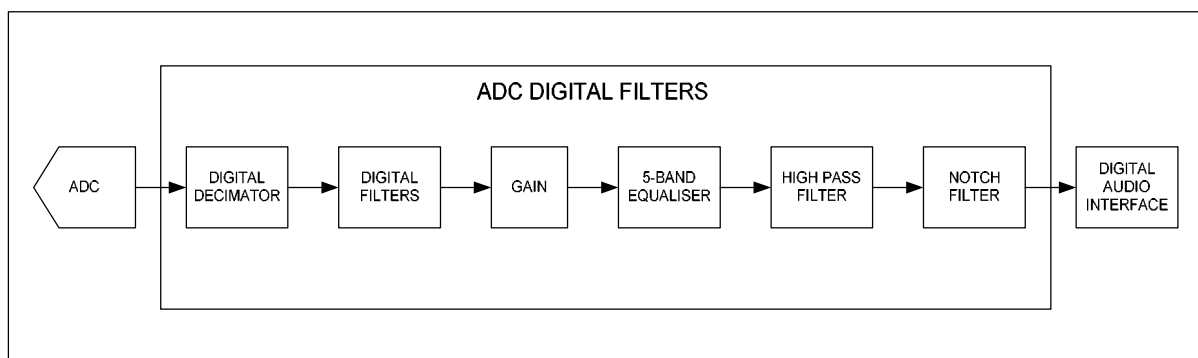 ADC DIGITAL FILTERS
ADC
DIGITAL
DECIMATOR
DIGITAL
FILTERS
GAIN
5-BAND
EQUALISER
HIGH PASS
FILTER
NOTCH
FILTER
DIGITAL
AUDIO
INTERFACE